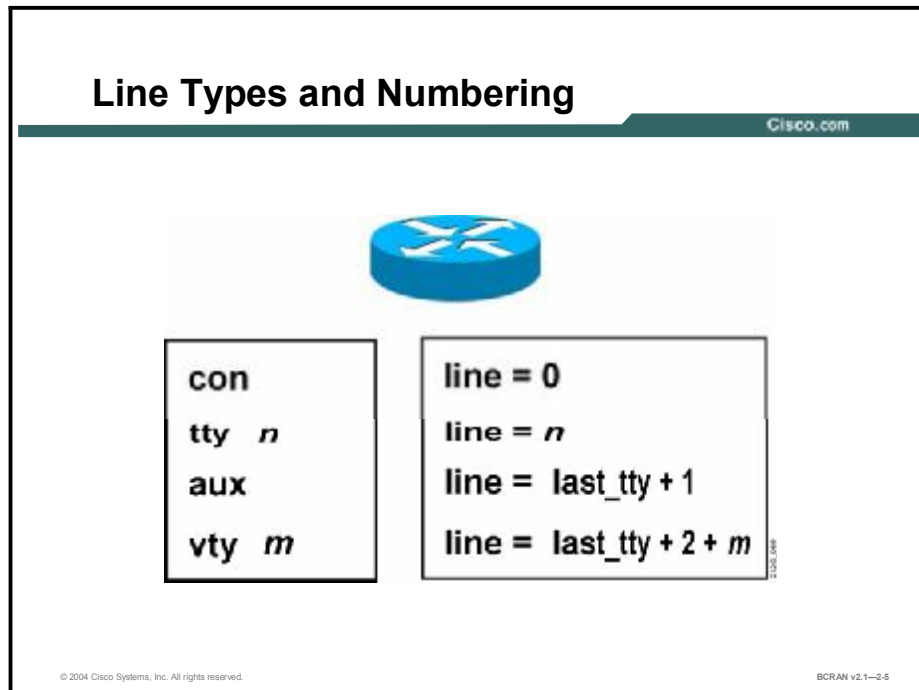 Line Types and Numbering
Cisco.com
con
line = 0
tty n
line = n
aux
line = last_tty + 1
vty m
line = last_tty + 2 + m
© 2004 Cisco Systems, Inc. All rights reserved.
BCRAN v2.1—2-5